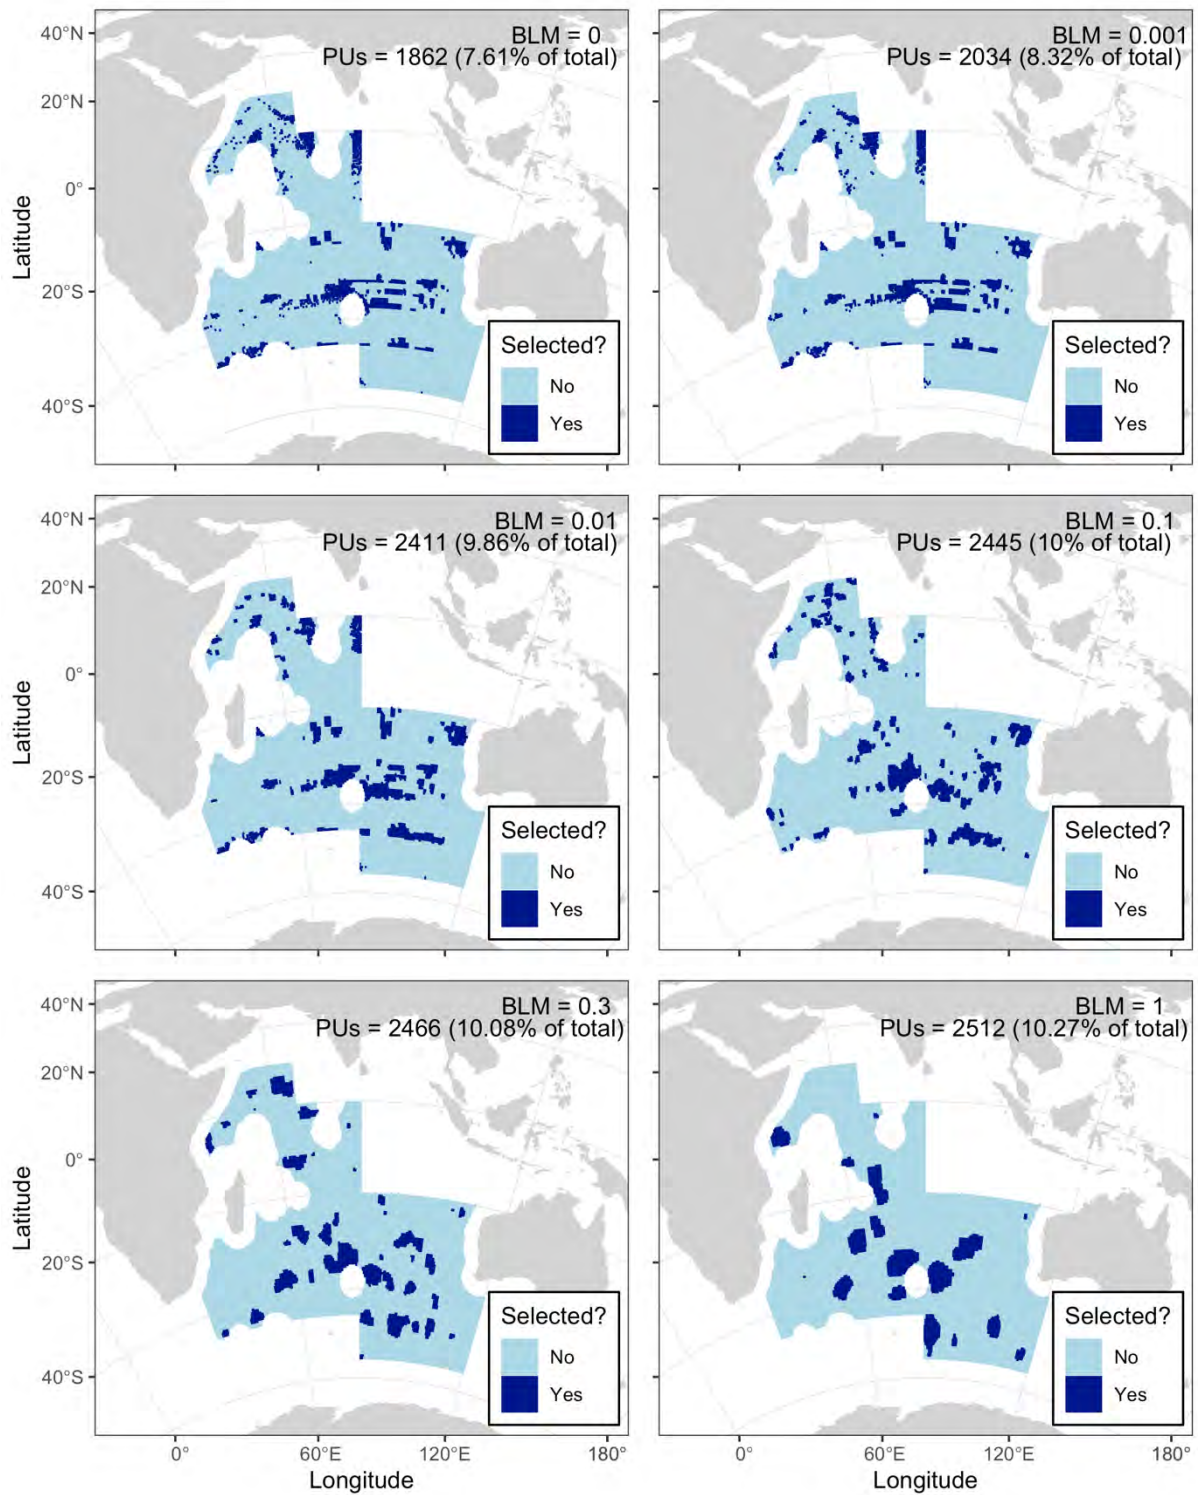 BLM = 0
PUs = 1862 (7.61% of total)
40°N
20°N
0°
20°S
40°S
Latitude
Selected?
No
Yes
BLM = 0.001
PUs = 2034 (8.32% of total)
Selected?
No
Yes
BLM = 0.01
PUs = 2411 (9.86% of total)
40°N
20°N
0°
20°S
40°S
Latitude
Selected?
No
Yes
BLM = 0.1
PUs = 2445 (10% of total)
Selected?
No
Yes
BLM = 0.3
PUs = 2466 (10.08% of total)
40°N
20°N
0°
20°S
40°S
Latitude
Selected?
No
Yes
0°
60°E
120°E
180°
Longitude
BLM = 1
PUs = 2512 (10.27% of total)
Selected?
No
Yes
0°
60°E
120°E
180°
Longitude